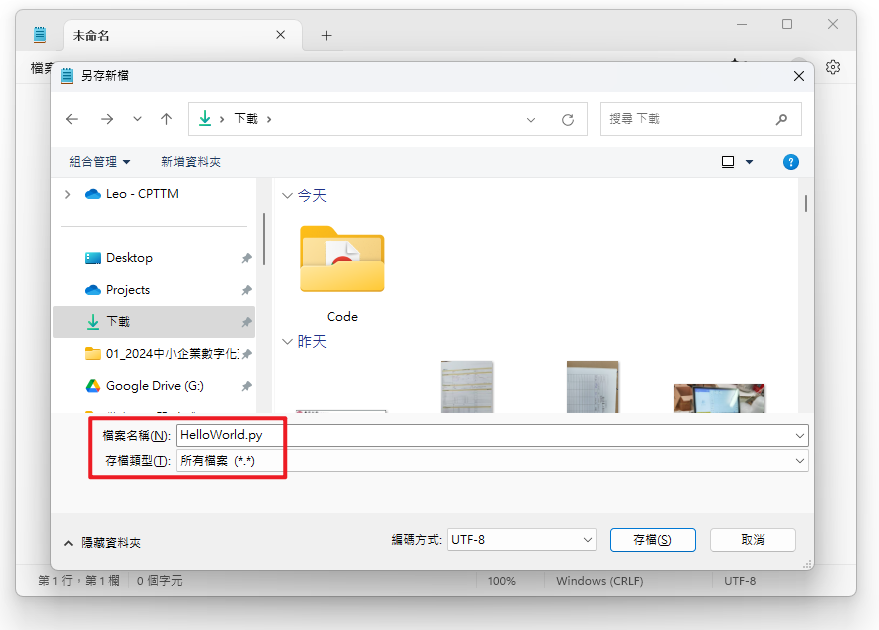 未命名
檔案
另存新檔
下載
搜尋 下載
組合管理
新增資料夾
Leo - CPTTM
Desktop
Projects
下載
01_2024中小企業數字化
Google Drive (G:)
今天
Code
昨天
檔案名稱(N): HelloWorld.py
存檔類型(T): 所有檔案 (*.*)
隱藏資料夾
編碼方式: UTF-8
存檔(S)
取消
第 1 行，第 1 欄
0 個字元
100%
Windows (CRLF)
UTF-8